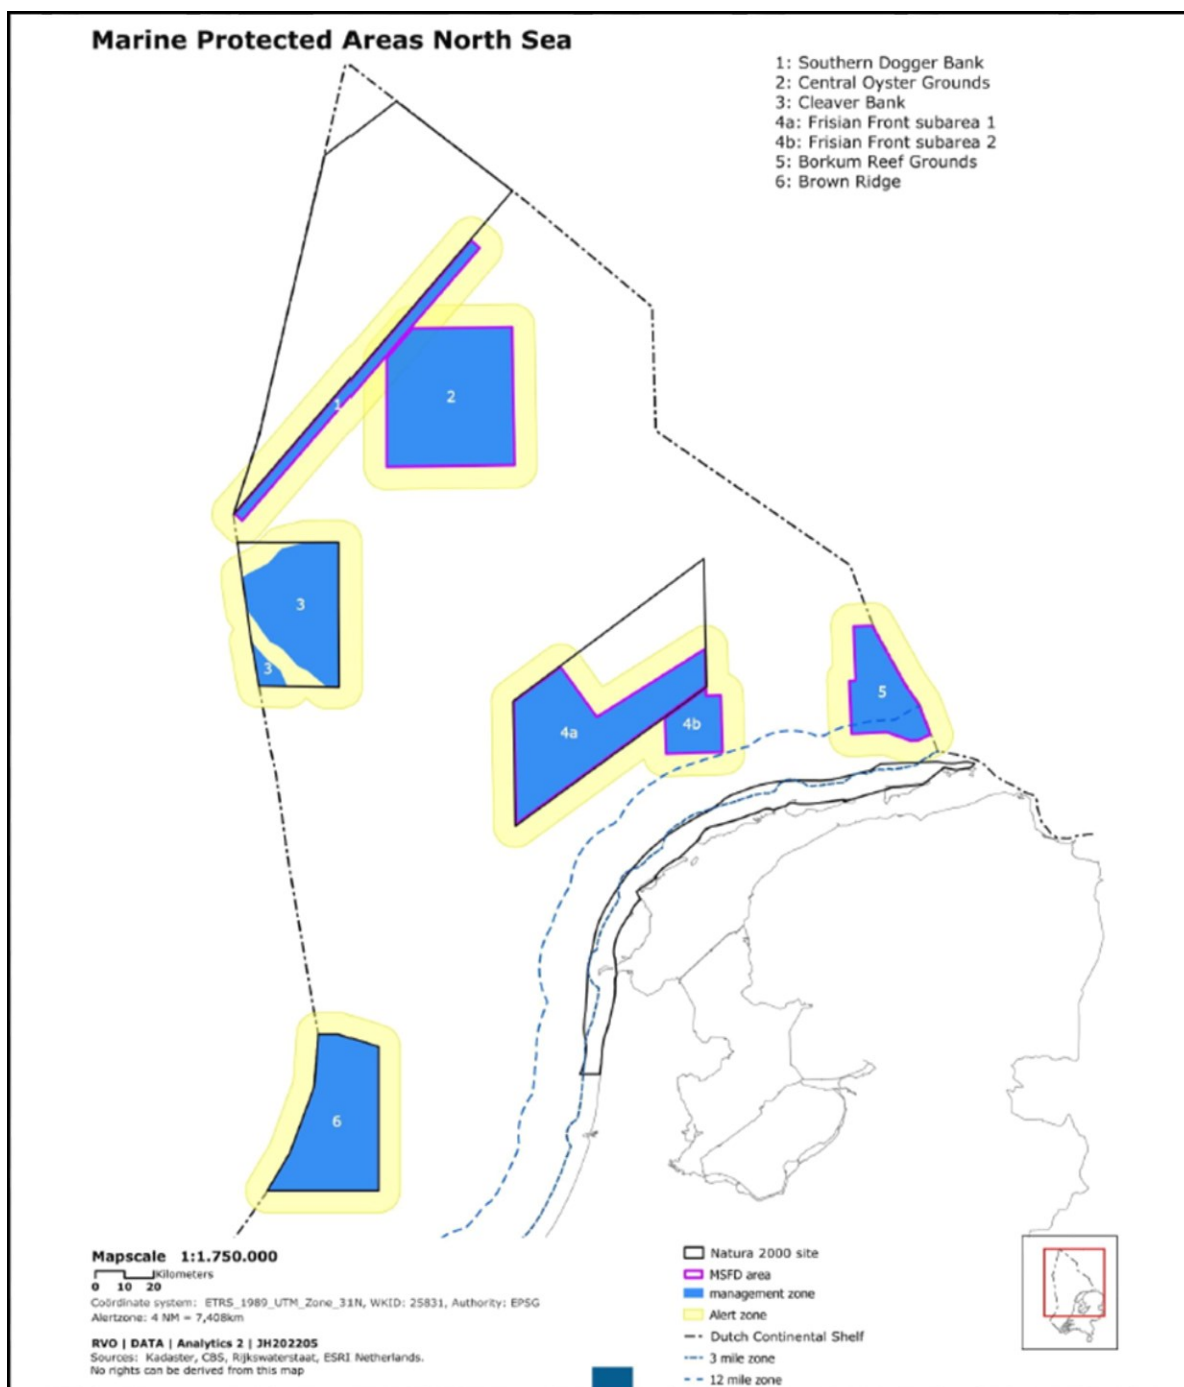 Marine Protected Areas North Sea
1: Southern Dogger Bank
2: Central Oyster Grounds
3: Cleaver Bank
4a: Frisian Front subarea 1
4b: Frisian Front subarea 2
5: Borkum Reef Grounds
6: Brown Ridge
1
2
3
3
4a
4b
5
6
Mapscale 1:1.750.000
Kilometers
0 10 20
Coördinate system: ETRS_1989_UTM_Zone_31N, WKID: 25831, Authority: EPSG
Alertzone: 4 NM = 7,408km
RVO | DATA | Analytics 2 | JH202205
Sources: Kadaster, CBS, Rijkswaterstaat, ESRI Netherlands.
No rights can be derived from this map
Natura 2000 site
MSFD area
management zone
Alert zone
Dutch Continental Shelf
3 mile zone
12 mile zone